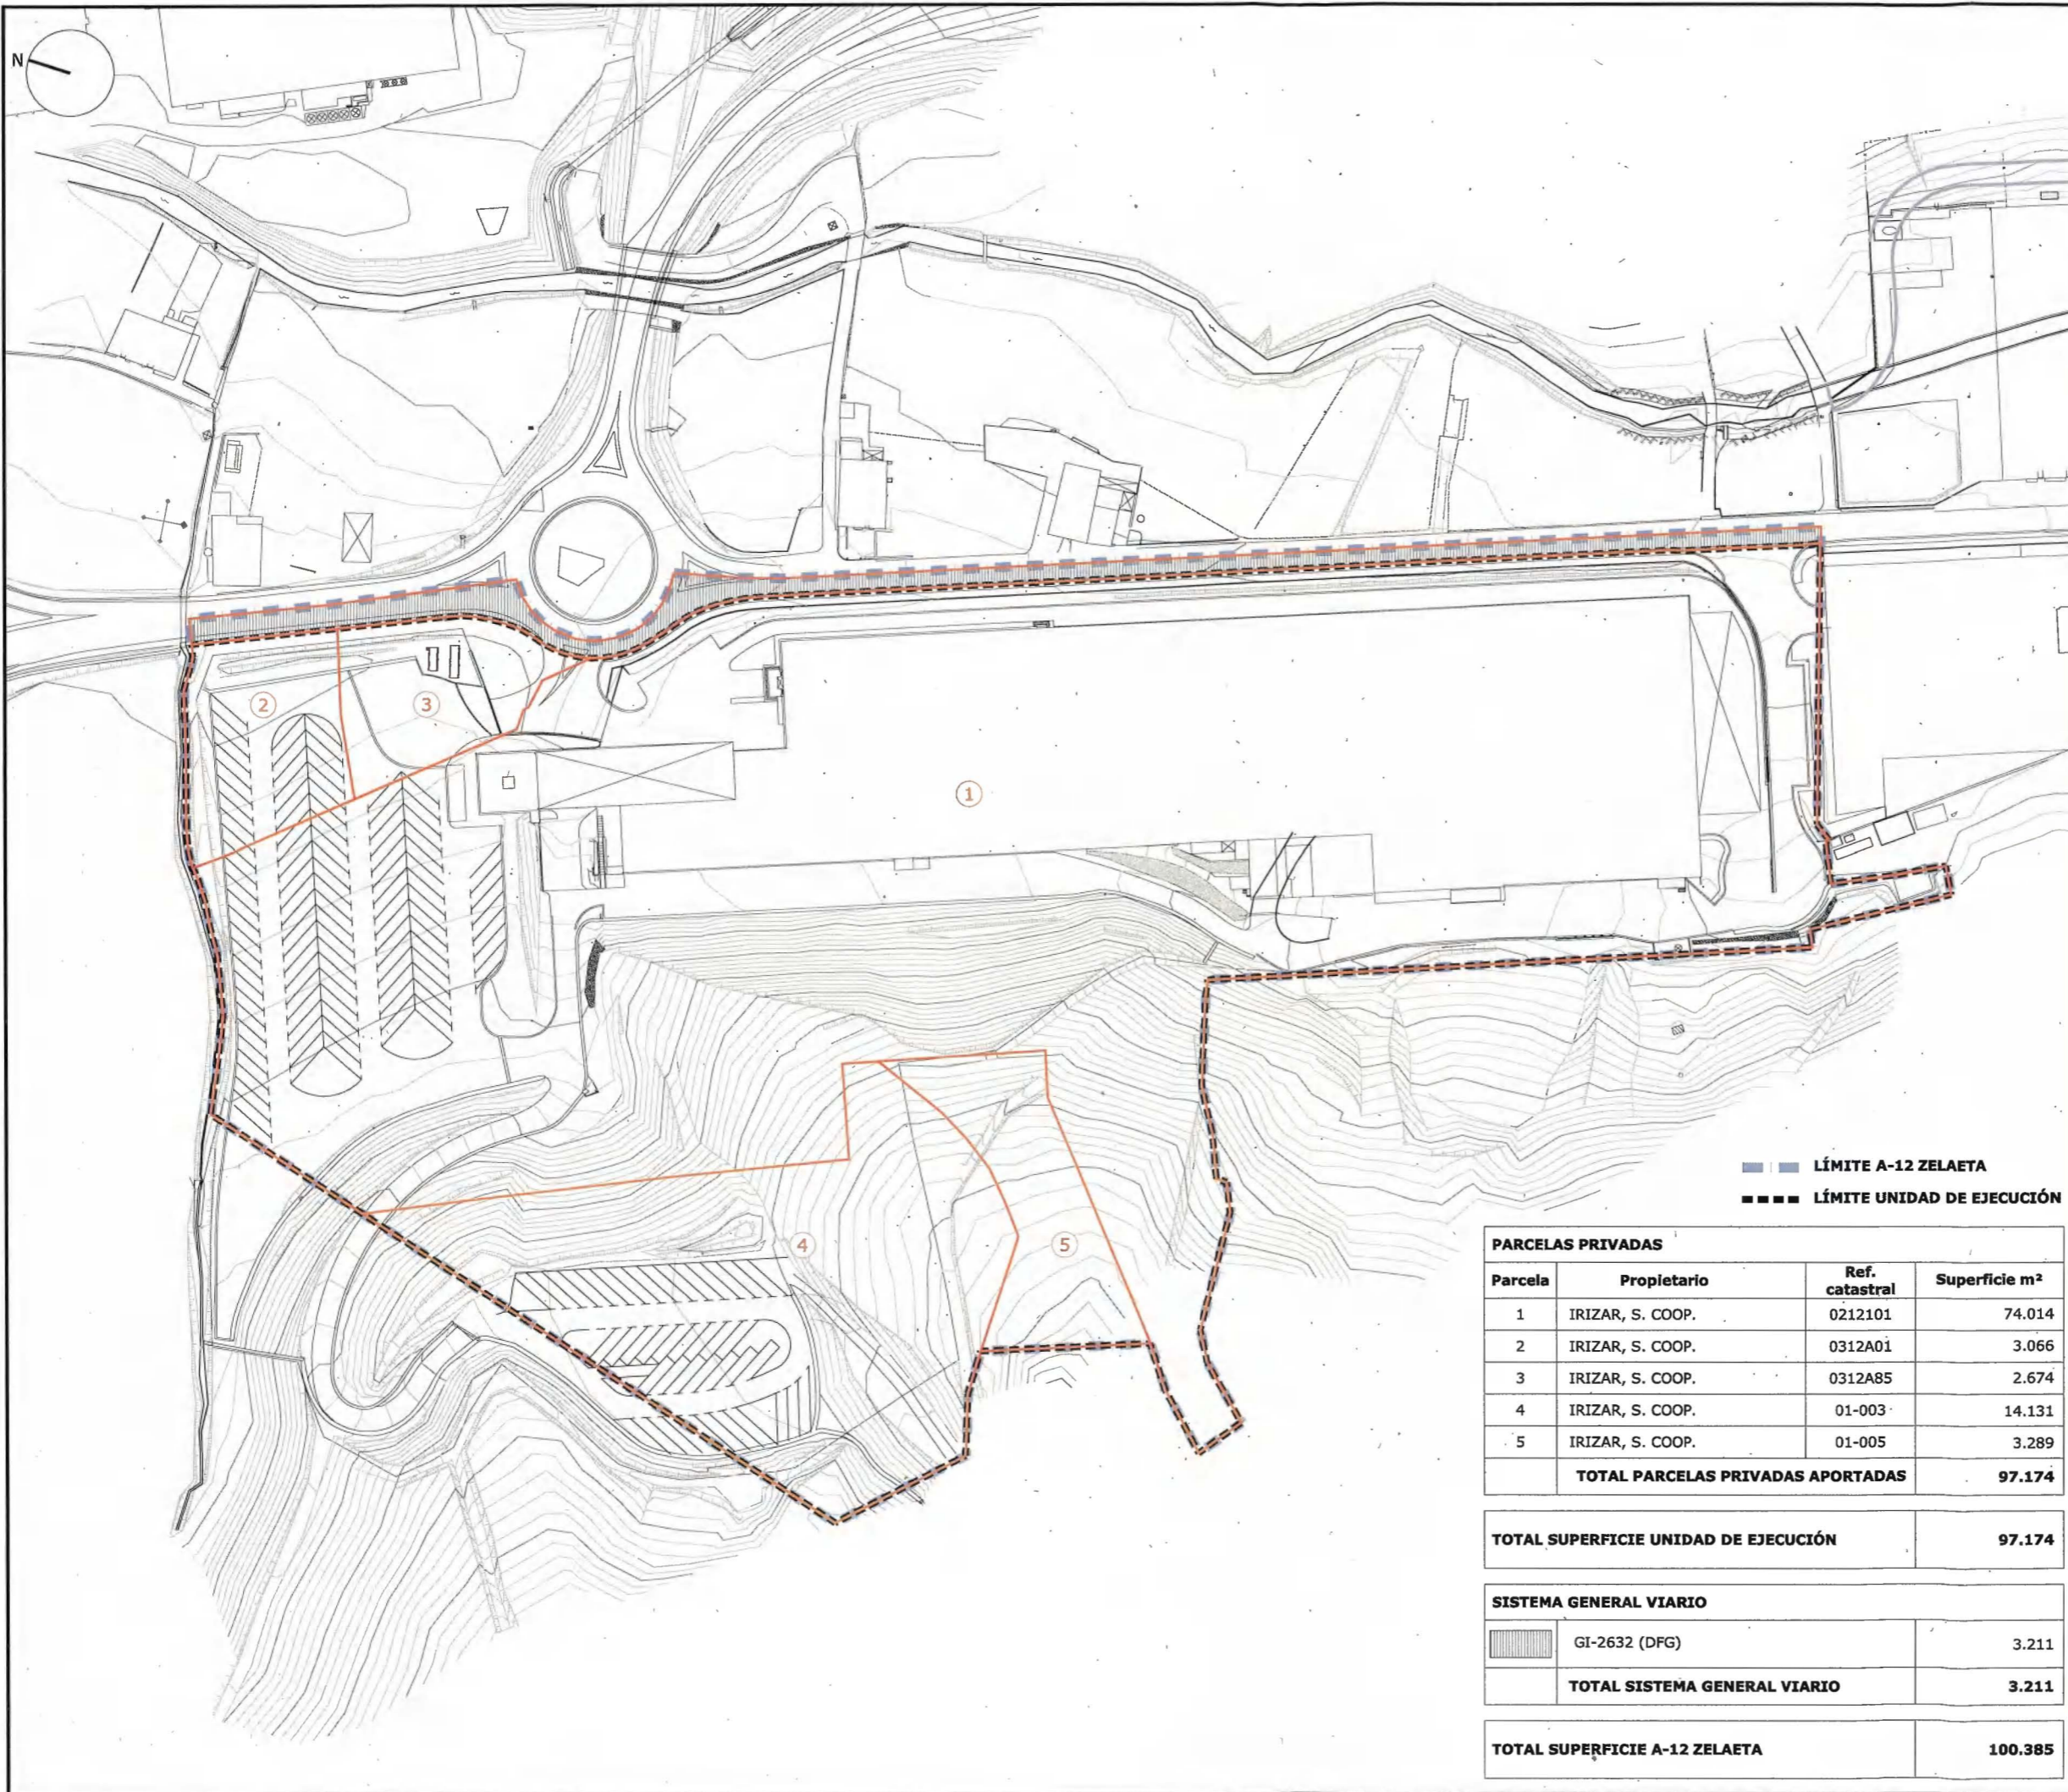 N
2
3
1
4
5
LÍMITE A-12 ZELAETA
LÍMITE UNIDAD DE EJECUCIÓN
PARCELAS PRIVADAS
Parcela Propietario Ref. catastral Superficie m²
1 IRIZAR, S. COOP. 0212101 74.014
2 IRIZAR, S. COOP. 0312A01 3.066
3 IRIZAR, S. COOP. 0312A85 2.674
4 IRIZAR, S. COOP. 01-003 14.131
5 IRIZAR, S. COOP. 01-005 3.289
TOTAL PARCELAS PRIVADAS APORTADAS 97.174
TOTAL SUPERFICIE UNIDAD DE EJECUCIÓN 97.174
SISTEMA GENERAL VIARIO
GI-2632 (DFG) 3.211
TOTAL SISTEMA GENERAL VIARIO 3.211
TOTAL SUPERFICIE A-12 ZELAETA 100.385